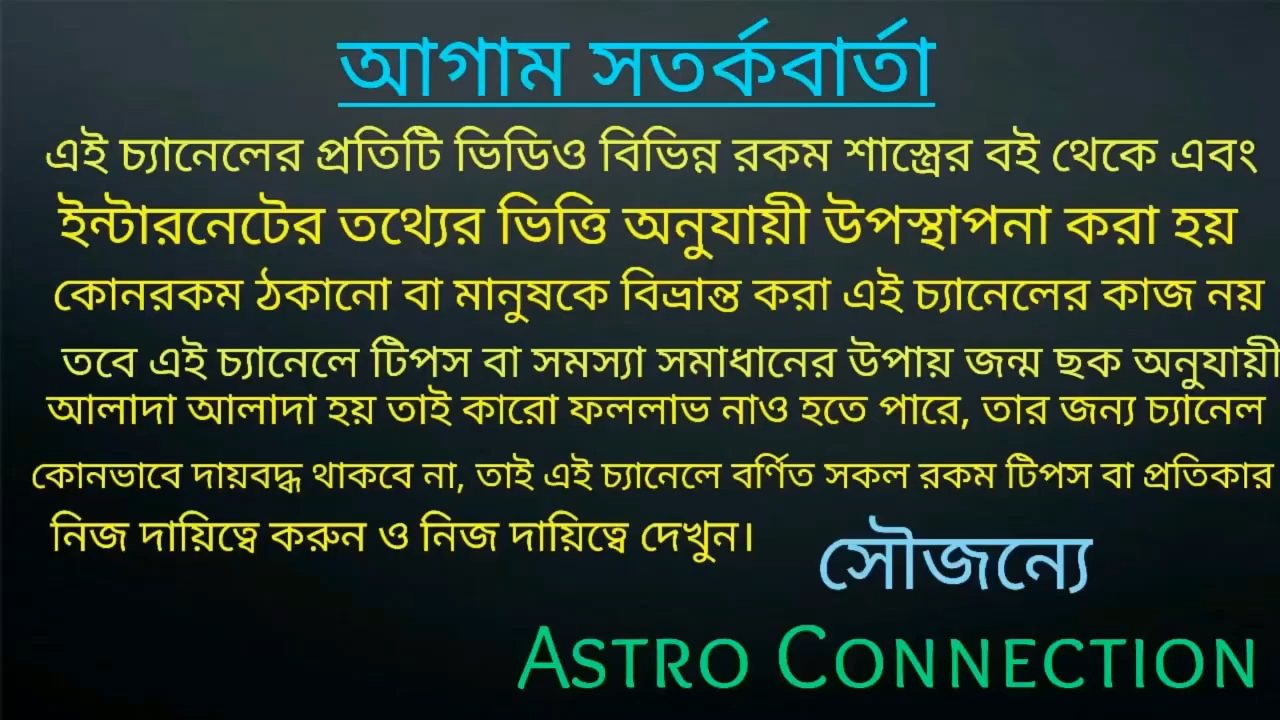 আগাম সতর্কবার্তা
এই চ্যানেলের প্রতিটি ভিডিও বিভিন্ন রকম শাস্ত্রের বই থেকে এবং
ইন্টারনেটের তথ্যের ভিত্তি অনুযায়ী উপস্থাপনা করা হয়
কোনরকম ঠকানো বা মানুষকে বিভ্রান্ত করা এই চ্যানেলের কাজ নয়
তবে এই চ্যানেলে টিপস বা সমস্যা সমাধানের উপায় জন্ম ছক অনুযায়ী
আলাদা আলাদা হয় তাই কারো ফললাভ নাও হতে পারে, তার জন্য চ্যানেল
কোনভাবে দায়বদ্ধ থাকবে না, তাই এই চ্যানেলে বর্ণিত সকল রকম টিপস বা প্রতিকার
নিজ দায়িত্বে করুন ও নিজ দায়িত্বে দেখুন।
সৌজন্যে
ASTRO CONNECTION